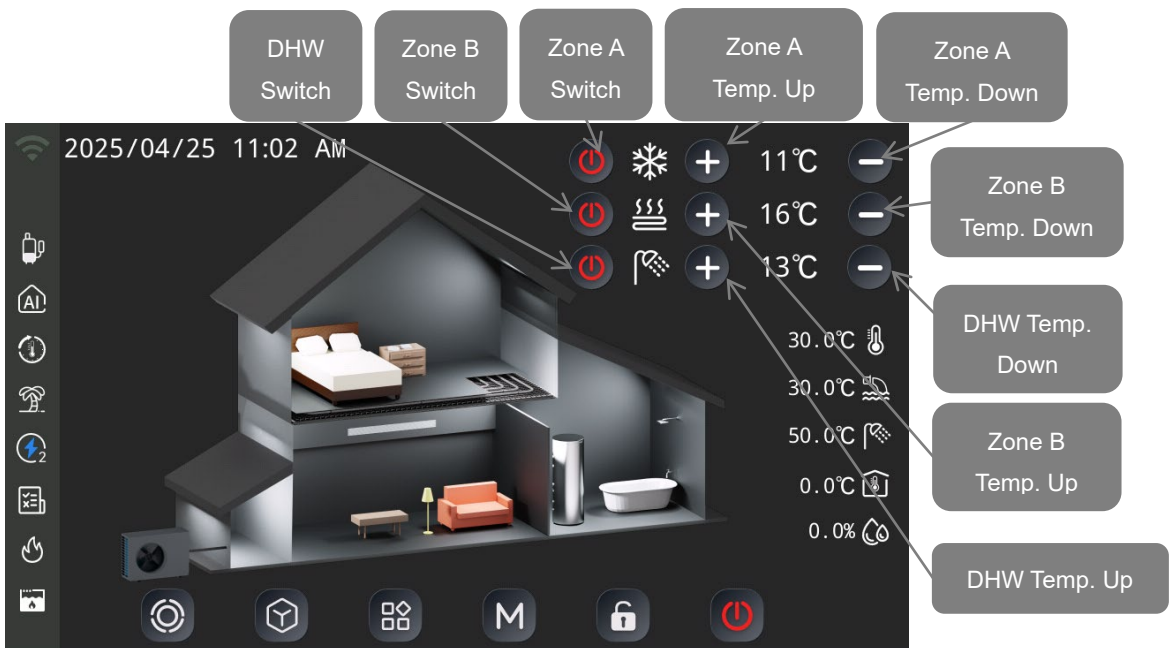 DHW
Switch
Zone B
Switch
Zone A
Switch
Zone A
Temp. Up
Zone A
Temp. Down
2025/04/25 11:02 AM
11℃
16℃
13℃
Zone B
Temp. Down
DHW Temp.
Down
Zone B
Temp. Up
DHW Temp. Up
30.0℃
30.0℃
50.0℃
0.0℃
0.0%
AI
2
M